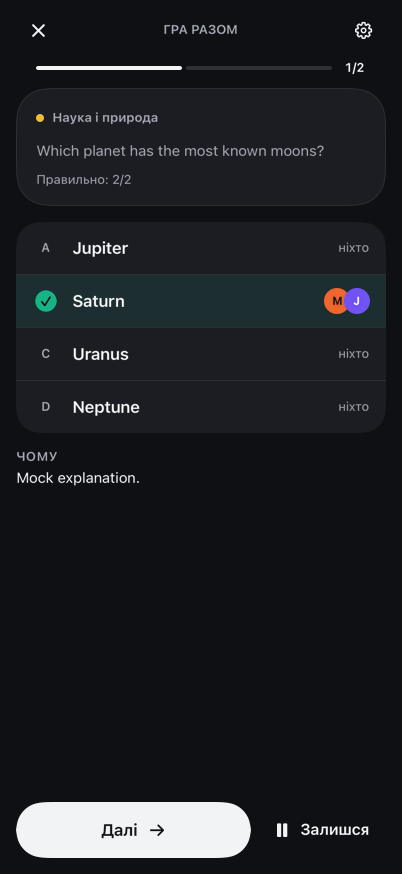 ГРА РАЗОМ
1/2
Наука і природа
Which planet has the most known moons?
Правильно: 2/2
A Jupiter ніхто
Saturn M J
C Uranus ніхто
D Neptune ніхто
ЧОМУ
Mock explanation.
Далі → Залишся